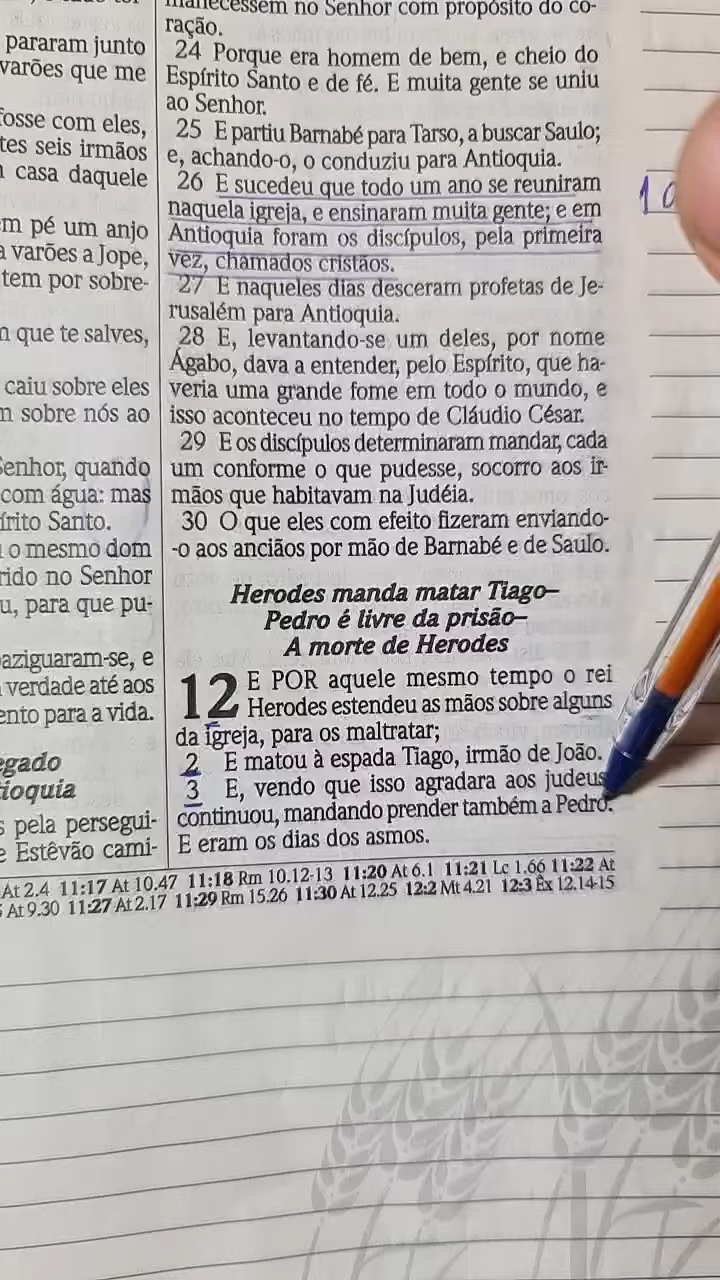 pararam junto
varões que me
fosse com eles,
tes seis irmãos
casa daquele
em pé um anjo
a varões a Jope,
tem por sobre-
que te salves,
caiu sobre eles
m sobre nós ao
Senhor, quando
com água: mas
írito Santo.
o mesmo dom
rido no Senhor
u, para que pu-
paziguaram-se, e
verdade até aos
ento para a vida.
egado
tioquia
s pela persegui-
e Estêvão cami-
manecessem no Senhor com propósito do co-
ração.
24 Porque era homem de bem, e cheio do
Espírito Santo e de fé. E muita gente se uniu
ao Senhor.
25 E partiu Barnabé para Tarso, a buscar Saulo;
e, achando-o, o conduziu para Antioquia.
26 E sucedeu que todo um ano se reuniram
naquela igreja, e ensinaram muita gente; e em
Antioquia foram os discípulos, pela primeira
vez, chamados cristãos.
27 E naqueles dias desceram profetas de Je-
rusalém para Antioquia.
28 E, levantando-se um deles, por nome
Ágabo, dava a entender, pelo Espírito, que ha-
veria uma grande fome em todo o mundo, e
isso aconteceu no tempo de Cláudio César.
29 E os discípulos determinaram mandar, cada
um conforme o que pudesse, socorro aos ir-
mãos que habitavam na Judéia.
30 O que eles com efeito fizeram enviando-
-o aos anciãos por mão de Barnabé e de Saulo.
Herodes manda matar Tiago–
Pedro é livre da prisão–
A morte de Herodes
12 E POR aquele mesmo tempo o rei
Herodes estendeu as mãos sobre alguns
da igreja, para os maltratar;
2 E matou à espada Tiago, irmão de João.
3 E, vendo que isso agradara aos judeus
continuou, mandando prender também a Pedro.
E eram os dias dos asmos.
At 2.4 11:17 At 10.47 11:18 Rm 10.12-13 11:20 At 6.1 11:21 Lc 1.66 11:22 At
At 9.30 11:27 At 2.17 11:29 Rm 15.26 11:30 At 12.25 12:2 Mt 4.21 12:3 Êx 12.14-15